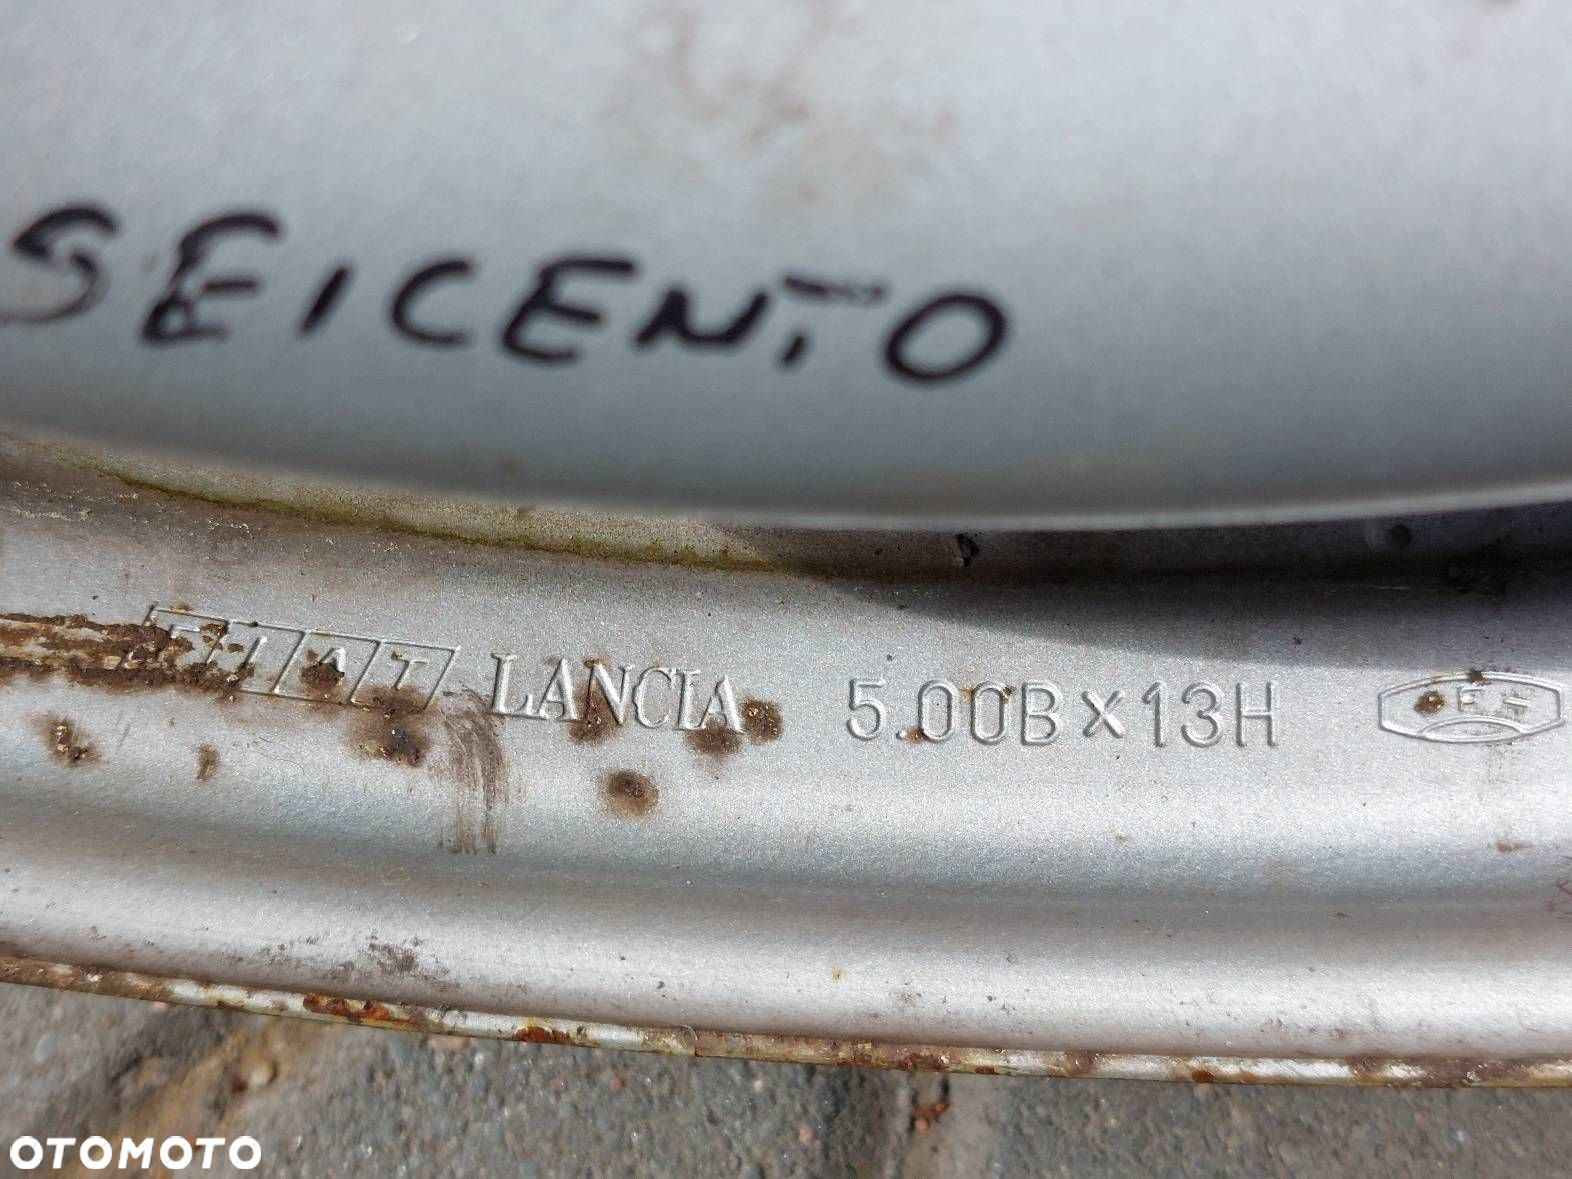 SEICENTO
FIAT LANCIA 5.00B×13H
OTOMOTO